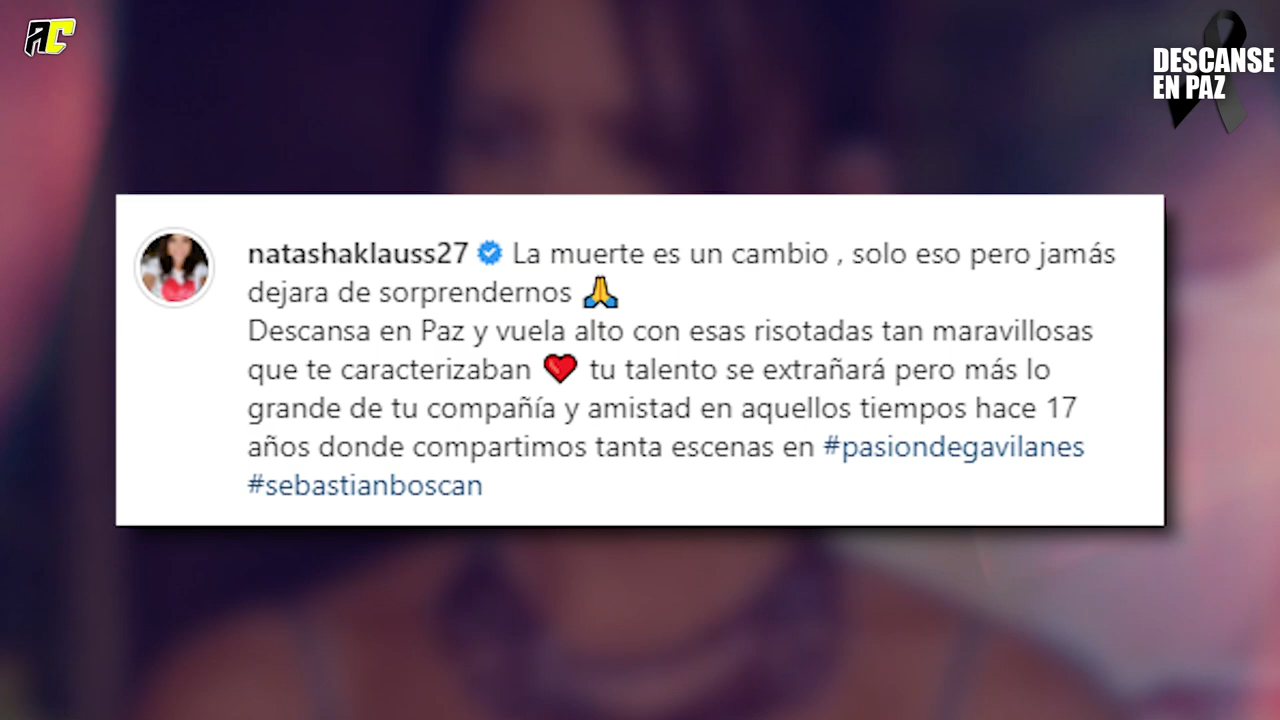 AC
DESCANSE
EN PAZ
natashaklauss27 La muerte es un cambio , solo eso pero jamás
dejara de sorprendernos 🙏
Descansa en Paz y vuela alto con esas risotadas tan maravillosas
que te caracterizaban ❤️ tu talento se extrañará pero más lo
grande de tu compañía y amistad en aquellos tiempos hace 17
años donde compartimos tanta escenas en #pasiondegavilanes
#sebastianboscan